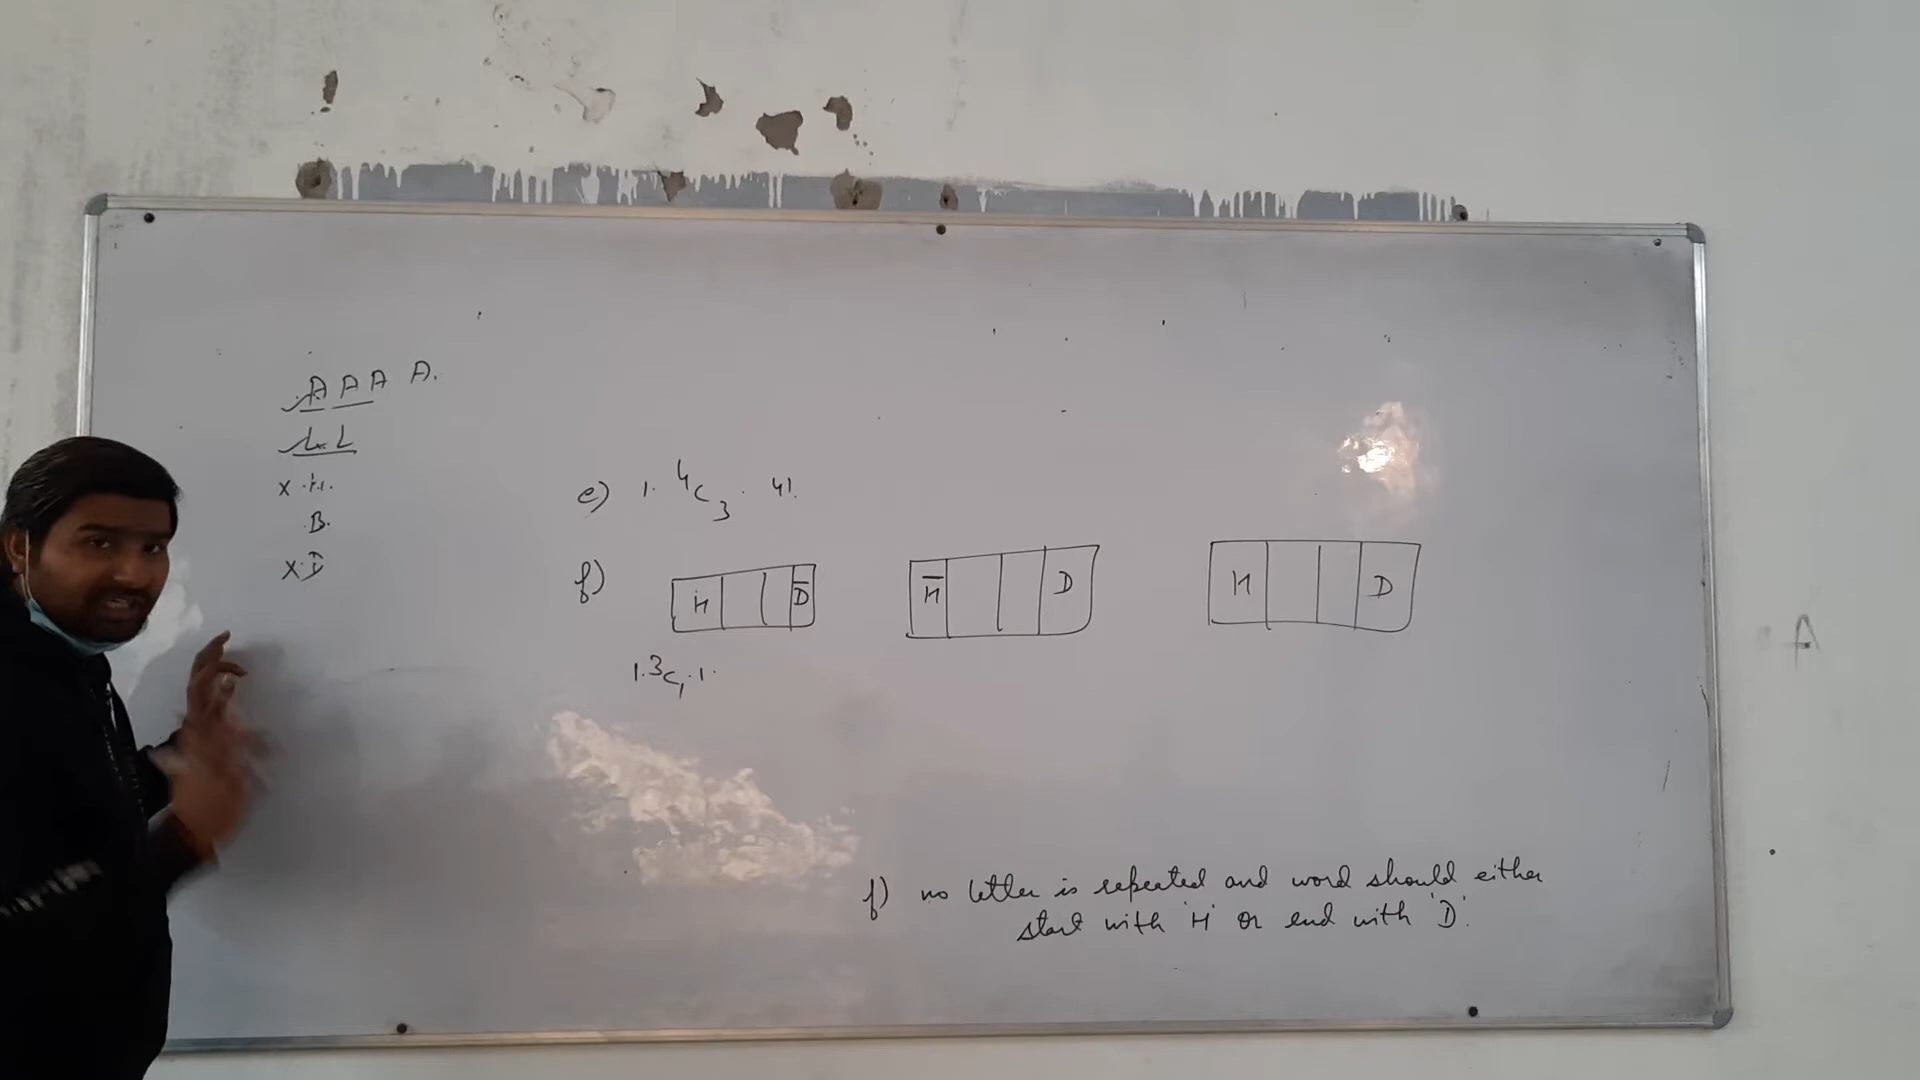 A A A A.
L L
X H.
B.
X D
e) 1. ⁴C₃ . 4!
f) H D̅ H̅ D H D
1. ³C₁ . 1.
A
f) no letter is repeated and word should either
start with 'H' or end with 'D'.